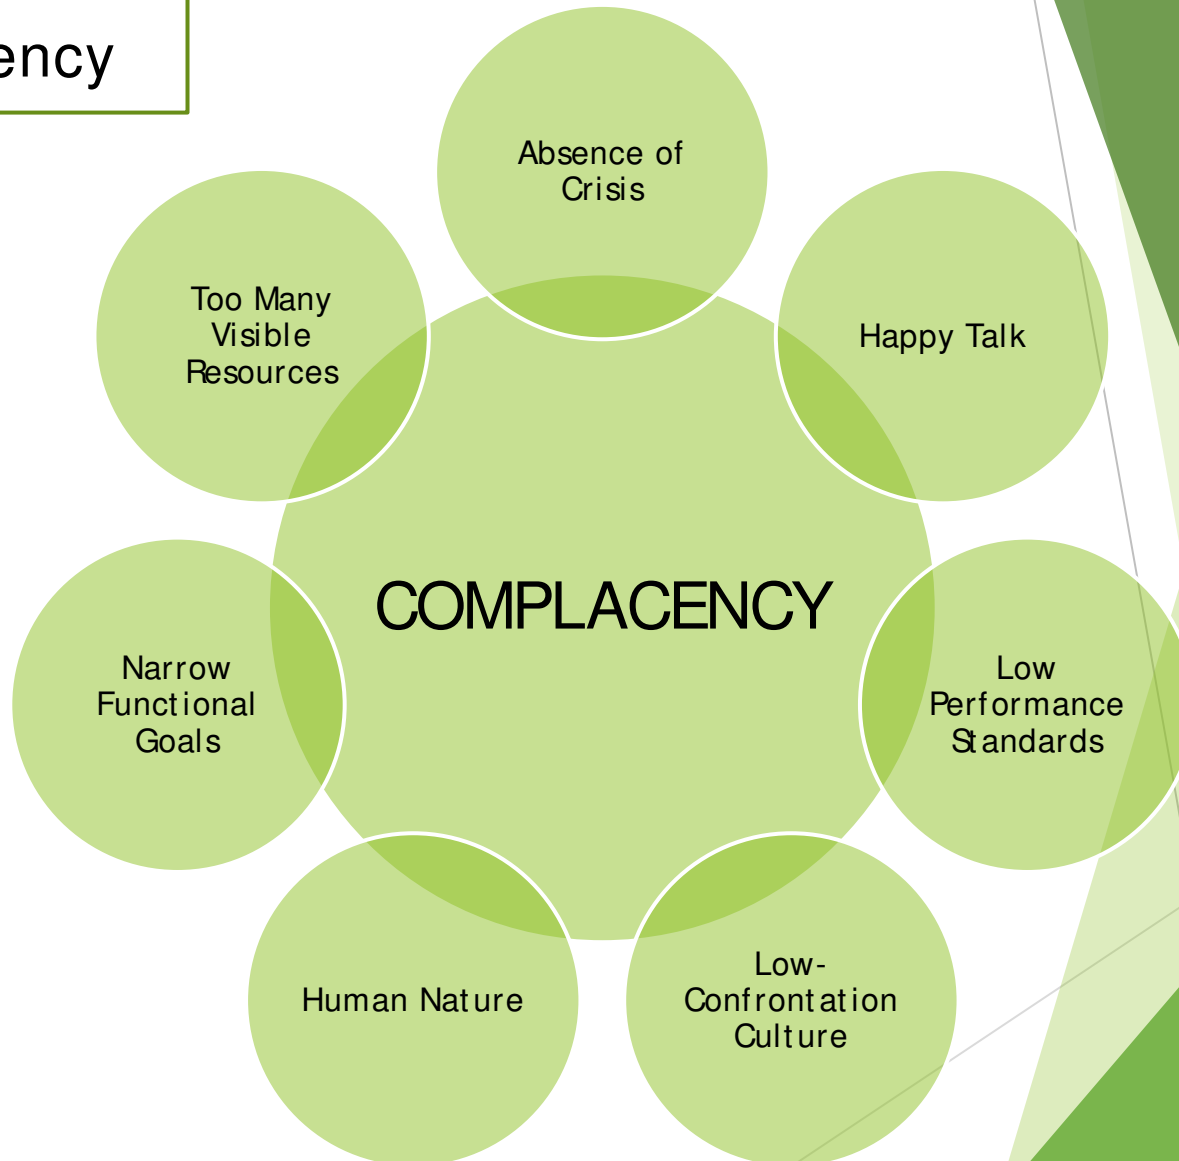 ency
Absence of
Crisis
Happy Talk
Low
Performance
Standards
Low-
Confrontation
Culture
Human Nature
Narrow
Functional
Goals
Too Many
Visible
Resources
COMPLACENCY